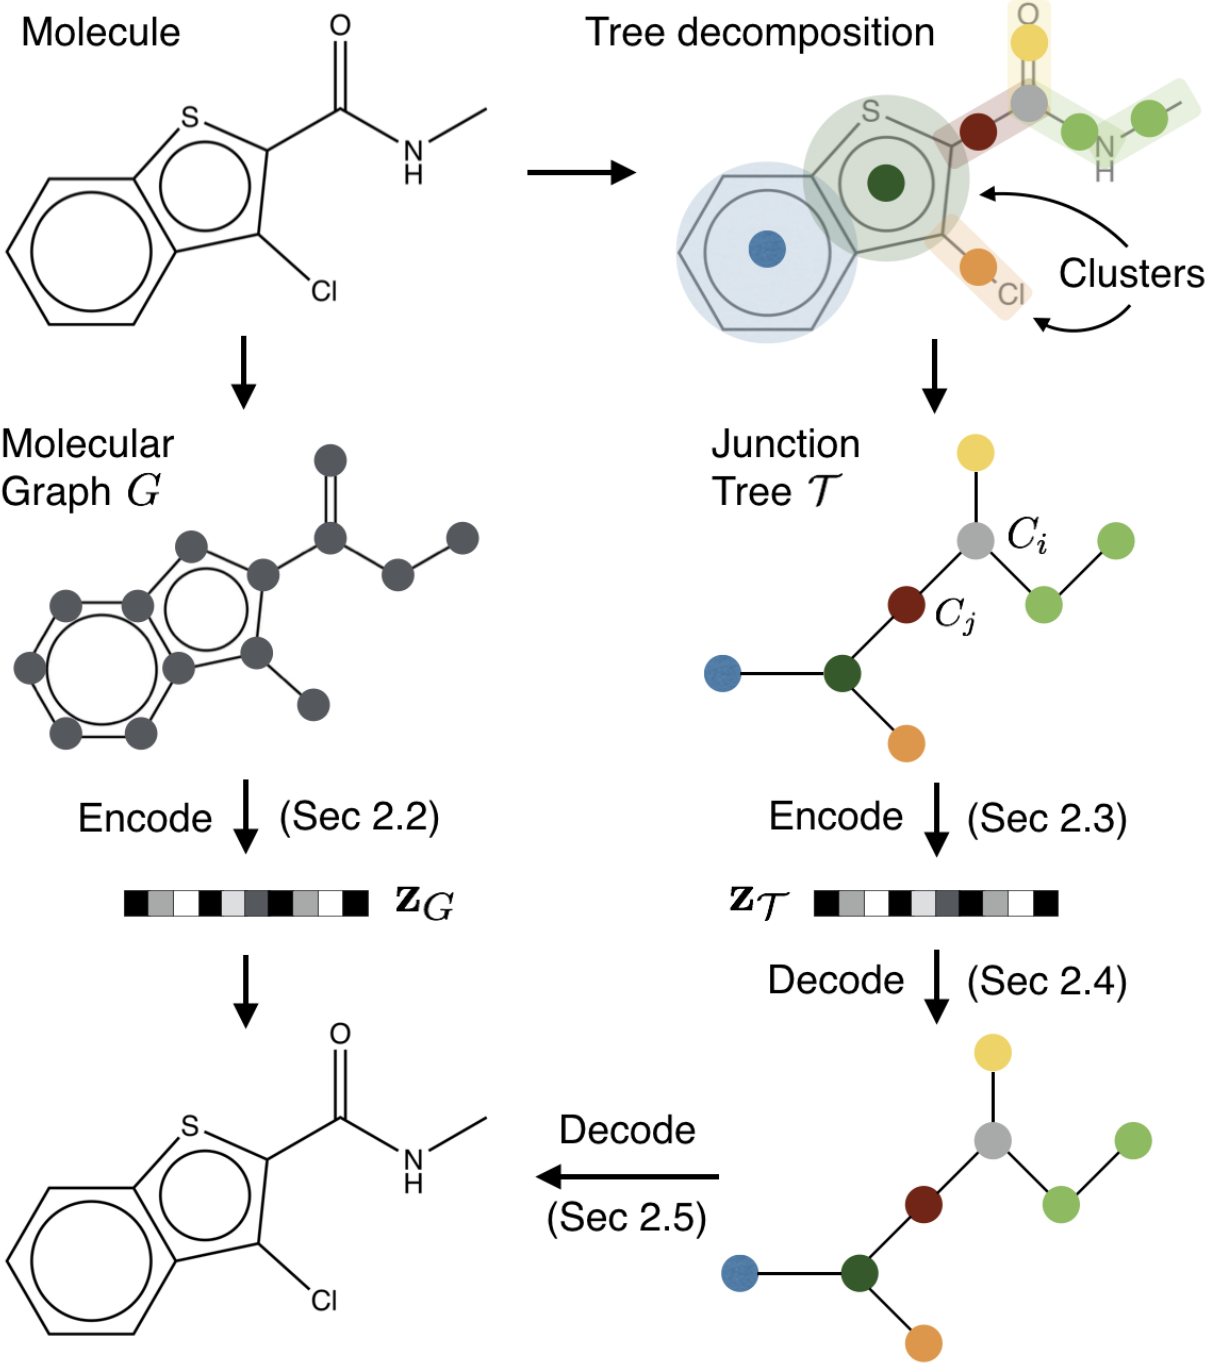 Molecule
O
S
N
H
Cl
Tree decomposition
O
S
N
H
Cl
Clusters
Molecular
Graph G
Junction
Tree 𝒯
C_i
C_j
Encode (Sec 2.2)
Encode (Sec 2.3)
z_G
z_𝒯
Decode (Sec 2.4)
O
S
N
H
Cl
Decode
(Sec 2.5)